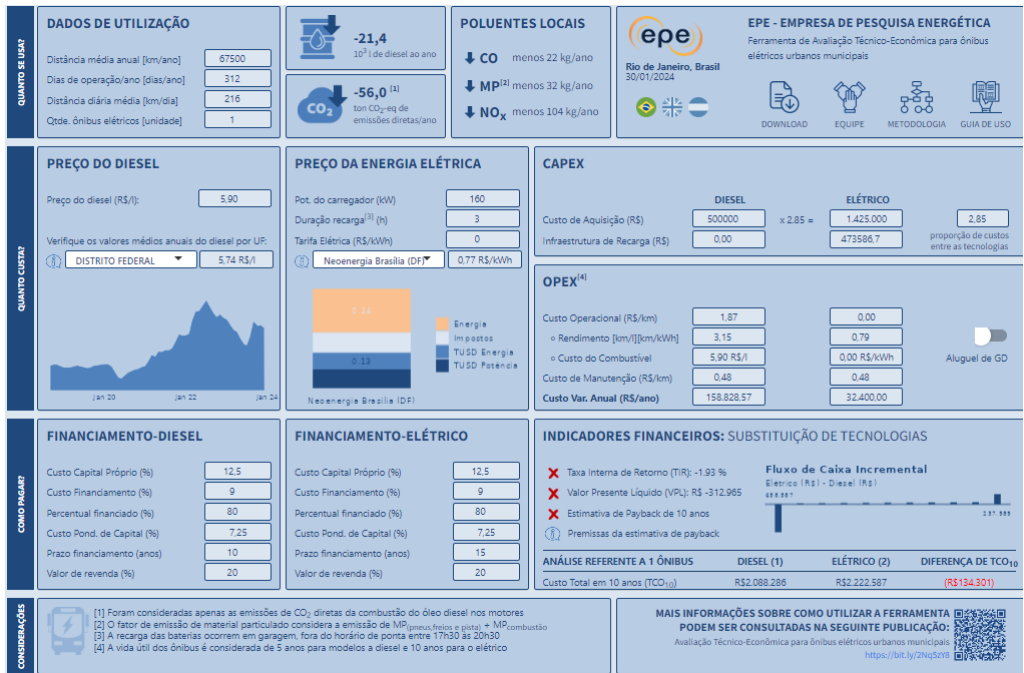 QUANTO SE USA?
DADOS DE UTILIZAÇÃO
Distância média anual [km/ano] 67500
Dias de operação/ano [dias/ano] 312
Distância diária média [km/dia] 216
Qtde. ônibus elétricos [unidade] 1
-21,4
10³ l de diesel ao ano
CO₂
-56,0 [1]
ton CO₂-eq de
emissões diretas/ano
POLUENTES LOCAIS
CO menos 22 kg/ano
MP[2] menos 32 kg/ano
NOₓ menos 104 kg/ano
epe
Rio de Janeiro, Brasil
30/01/2024
EPE - EMPRESA DE PESQUISA ENERGÉTICA
Ferramenta de Avaliação Técnico-Econômica para ônibus
elétricos urbanos municipais
DOWNLOAD EQUIPE METODOLOGIA GUIA DE USO
QUANTO CUSTA?
PREÇO DO DIESEL
Preço do diesel (R$/l): 5,90
Verifique os valores médios anuais do diesel por UF:
DISTRITO FEDERAL 5,74 R$/l
Jan 20 Jan 22 Jan 24
PREÇO DA ENERGIA ELÉTRICA
Pot. do carregador (kW) 160
Duração recarga[3] (h) 3
Tarifa Elétrica (R$/kWh) 0
Neoenergia Brasília (DF) 0,77 R$/kWh
0.34
0.13
Energia
Impostos
TUSD Energia
TUSD Potência
Neoenergia Brasília (DF)
CAPEX
DIESEL ELÉTRICO
Custo de Aquisição (R$) 500000 x 2.85 = 1.425.000 2,85
Infraestrutura de Recarga (R$) 0,00 473586,7
proporção de custos
entre as tecnologias
OPEX[4]
Custo Operacional (R$/km) 1,87 0,00
Rendimento [km/l][km/kWh] 3,15 0,79
Custo do Combustível 5,90 R$/l 0,00 R$/kWh
Custo de Manutenção (R$/km) 0,48 0,48
Custo Var. Anual (R$/ano) 158.828,57 32.400,00
Aluguel de GD
COMO PAGAR?
FINANCIAMENTO-DIESEL
Custo Capital Próprio (%) 12,5
Custo Financiamento (%) 9
Percentual financiado (%) 80
Custo Pond. de Capital (%) 7,25
Prazo financiamento (anos) 10
Valor de revenda (%) 20
FINANCIAMENTO-ELÉTRICO
Custo Capital Próprio (%) 12,5
Custo Financiamento (%) 9
Percentual financiado (%) 80
Custo Pond. de Capital (%) 7,25
Prazo financiamento (anos) 15
Valor de revenda (%) 20
INDICADORES FINANCEIROS: SUBSTITUIÇÃO DE TECNOLOGIAS
Taxa Interna de Retorno (TIR): -1.93 %
Valor Presente Líquido (VPL): R$ -312.965
Estimativa de Payback de 10 anos
Premissas da estimativa de payback
Fluxo de Caixa Incremental
Elétrico (R$) - Diesel (R$)
ANÁLISE REFERENTE A 1 ÔNIBUS DIESEL (1) ELÉTRICO (2) DIFERENÇA DE TCO₁₀
Custo Total em 10 anos (TCO₁₀) R$2.088.286 R$2.222.587 (R$134.301)
CONSIDERAÇÕES
[1] Foram consideradas apenas as emissões de CO₂ diretas da combustão do óleo diesel nos motores
[2] O fator de emissão de material particulado considera a emissão de MP(pneus,freios e pista) + MPcombustão
[3] A recarga das baterias ocorrem em garagem, fora do horário de ponta entre 17h30 às 20h30
[4] A vida útil dos ônibus é considerada de 5 anos para modelos a diesel e 10 anos para o elétrico
MAIS INFORMAÇÕES SOBRE COMO UTILIZAR A FERRAMENTA
PODEM SER CONSULTADAS NA SEGUINTE PUBLICAÇÃO:
Avaliação Técnico-Econômica para ônibus elétricos urbanos municipais
https://bit.ly/2Nq5zY8